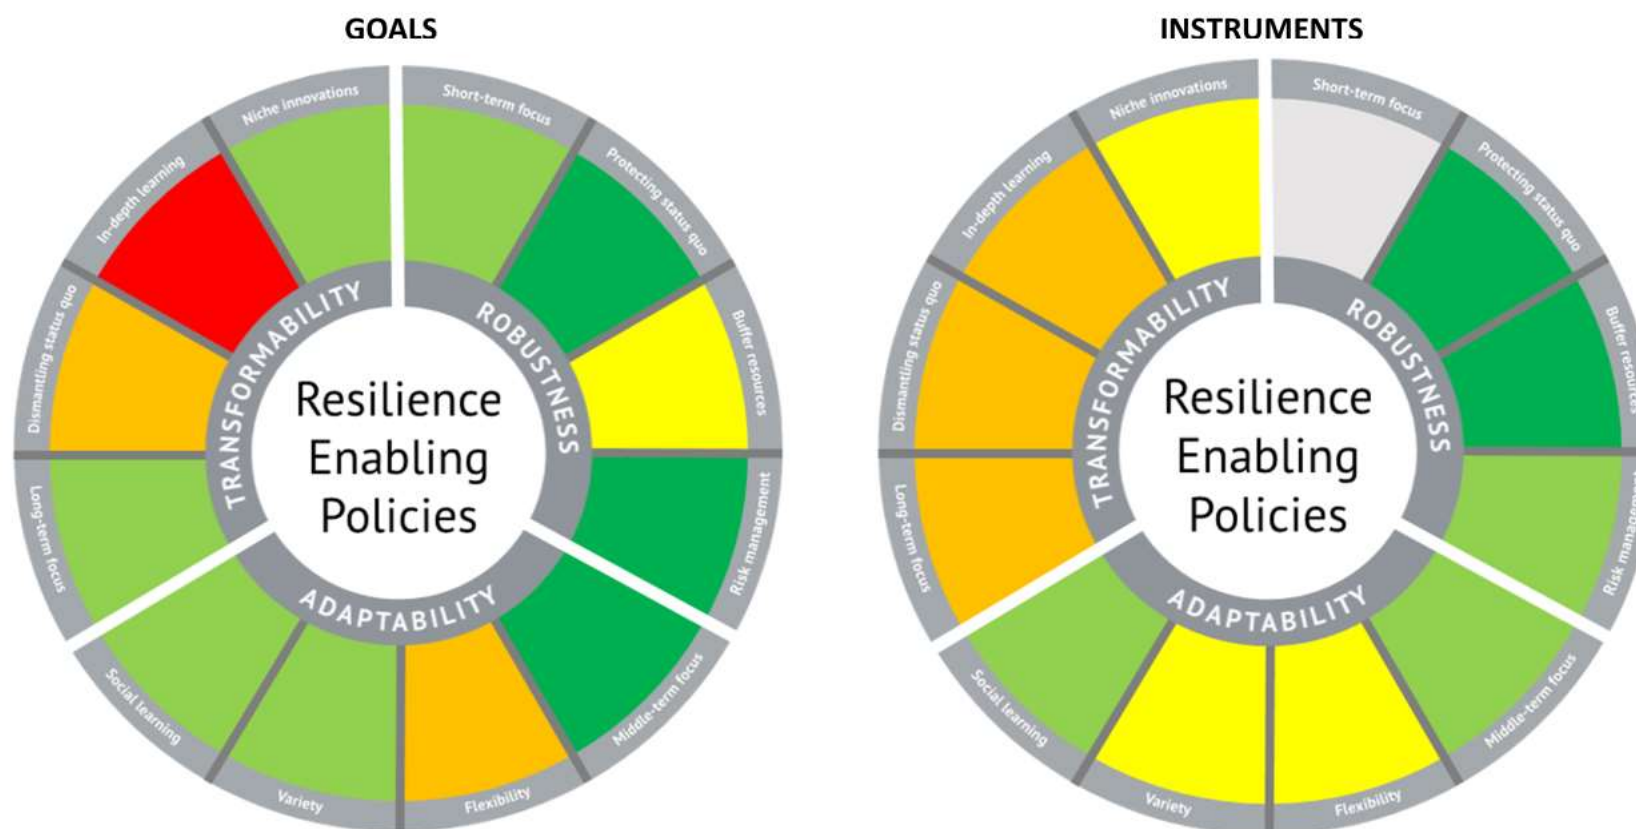 GOALS
Niche innovations
Short-term focus
Protecting status quo
Buffer resources
Risk management
Middle-term focus
Flexibility
Variety
Social learning
Long-term focus
Dismantling status quo
In-depth learning
TRANSFORMABILITY
ROBUSTNESS
ADAPTABILITY
Resilience
Enabling
Policies
INSTRUMENTS
Niche innovations
Short-term focus
Protecting status quo
Buffer resources
Risk management
Middle-term focus
Flexibility
Variety
Social learning
Long-term focus
Dismantling status quo
In-depth learning
TRANSFORMABILITY
ROBUSTNESS
ADAPTABILITY
Resilience
Enabling
Policies